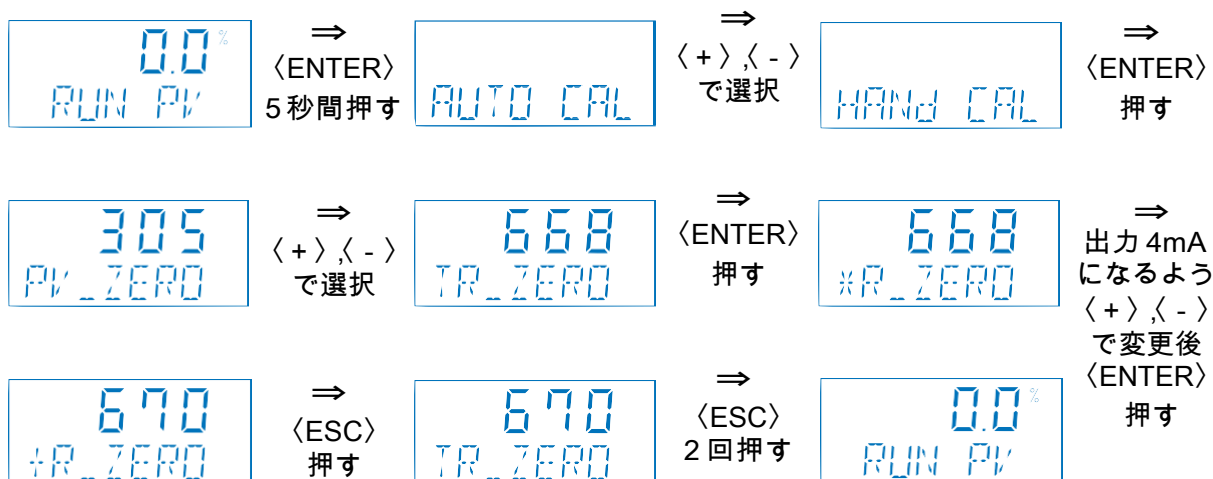 0.0%
RUN PV
⇒
〈ENTER〉
5秒間押す
AUTO CAL
⇒
〈+〉,〈-〉
で選択
HANd CAL
⇒
〈ENTER〉
押す
305
PV_ZERO
⇒
〈+〉,〈-〉
で選択
668
TR_ZERO
⇒
〈ENTER〉
押す
668
*R_ZERO
⇒
出力4mA
になるよう
〈+〉,〈-〉
で変更後
〈ENTER〉
押す
670
+R_ZERO
⇒
〈ESC〉
押す
670
TR_ZERO
⇒
〈ESC〉
2回押す
0.0%
RUN PV